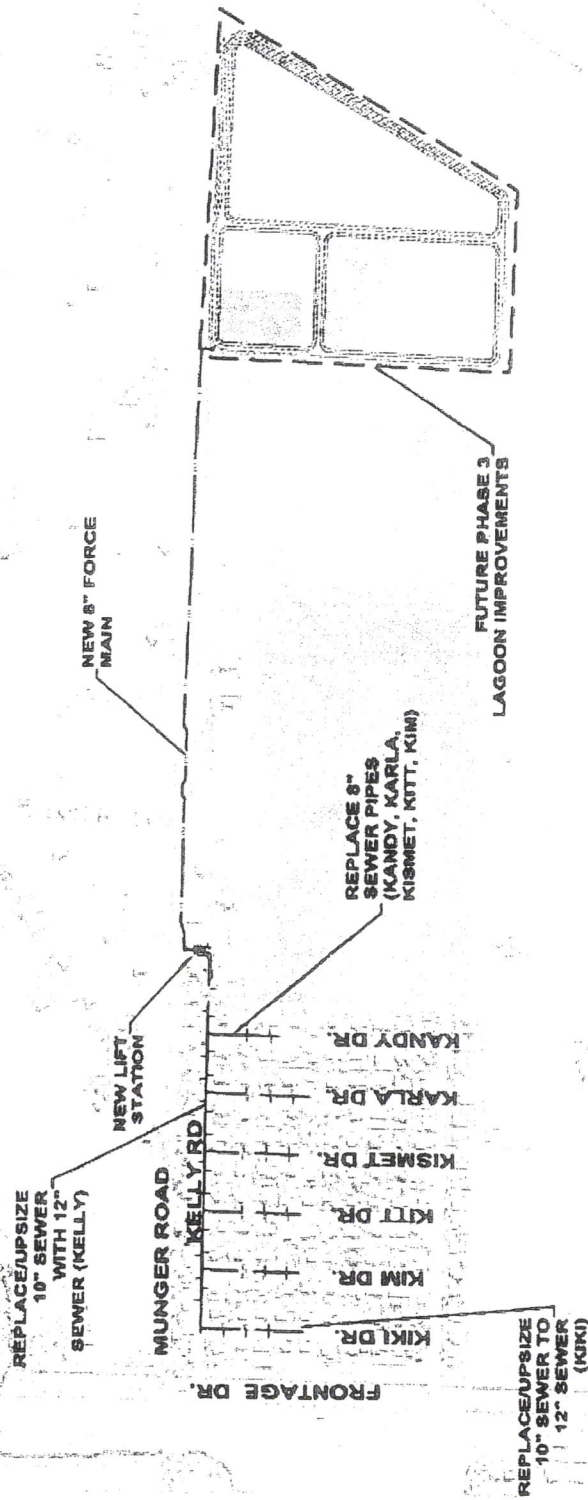 REPLACE/UPSIZE
10" SEWER
WITH 12"
SEWER (KELLY)
NEW LIFT
STATION
NEW 8" FORCE
MAIN
MUNGER ROAD
KELLY RD
FRONTAGE DR.
KIKI DR.
KIM DR.
KITT DR.
KISMET DR.
KARLA DR.
KANDY DR.
REPLACE/UPSIZE
10" SEWER TO
12" SEWER
(KIKI)
REPLACE 8"
SEWER PIPES
(KANDY, KARLA,
KISMET, KITT, KIM)
FUTURE PHASE 3
LAGOON IMPROVEMENTS